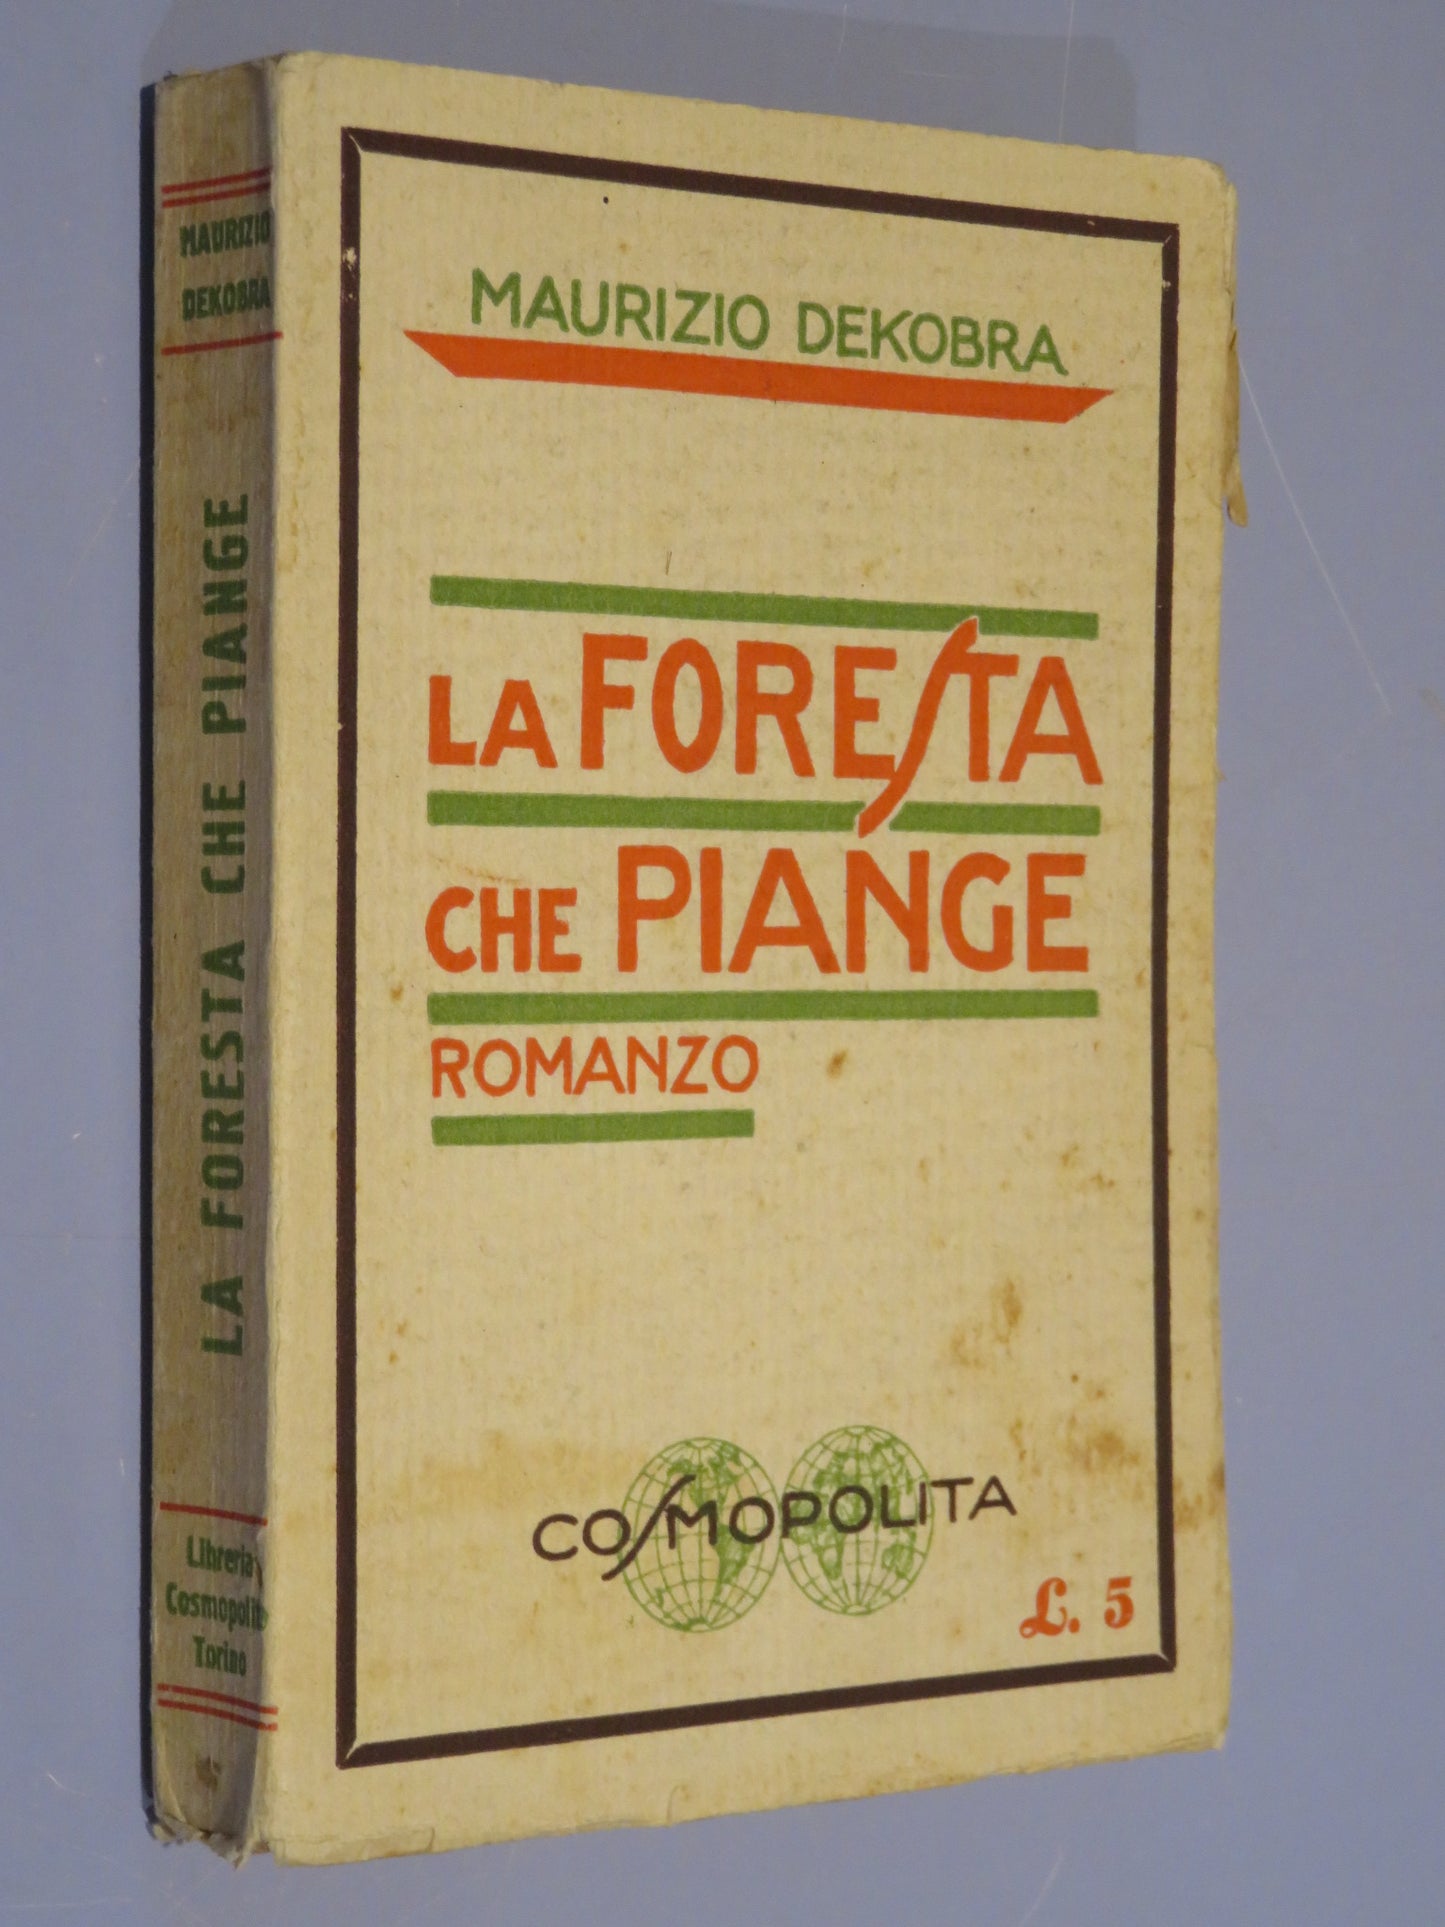 MAURIZIO DEKOBRA
LA FORESTA
CHE PIANGE
ROMANZO
COSMOPOLITA
L. 5
MAURIZIO
DEKOBRA
LA FORESTA CHE PIANGE
Libreria
Cosmopolita
Torino